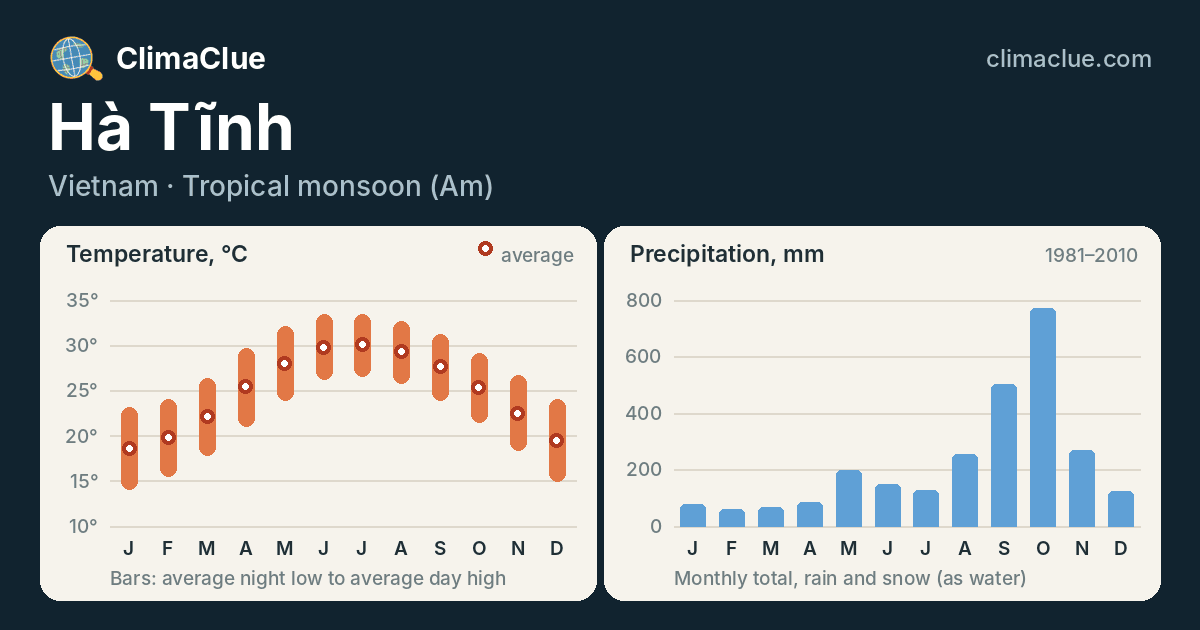 ClimaClue
climaclue.com
Hà Tĩnh
Vietnam · Tropical monsoon (Am)
Temperature, °C
average
35°
30°
25°
20°
15°
10°
J F M A M J J A S O N D
Bars: average night low to average day high
Precipitation, mm
1981–2010
800
600
400
200
0
J F M A M J J A S O N D
Monthly total, rain and snow (as water)